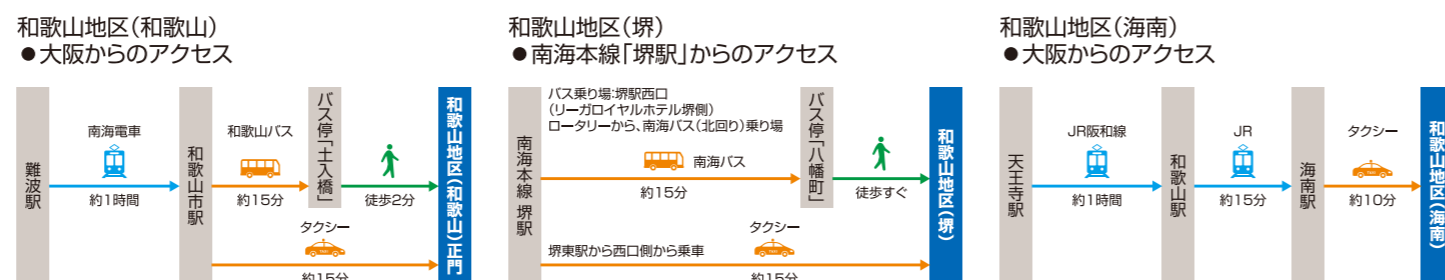 和歌山地区(和歌山)
●大阪からのアクセス
難波駅
南海電車
約1時間
和歌山市駅
和歌山バス
約15分
バス停「土入橋」
徒歩2分
タクシー
約15分
和歌山地区(和歌山)正門
和歌山地区(堺)
●南海本線「堺駅」からのアクセス
南海本線 堺駅
バス乗り場:堺駅西口
(リーガロイヤルホテル堺側)
ロータリーから、南海バス(北回り)乗り場
南海バス
約15分
バス停「八幡町」
徒歩すぐ
堺東駅から西口側から乗車
タクシー
TAXI
約15分
和歌山地区(堺)
和歌山地区(海南)
●大阪からのアクセス
天王寺駅
JR阪和線
約1時間
和歌山駅
JR
約15分
海南駅
タクシー
約10分
和歌山地区(海南)